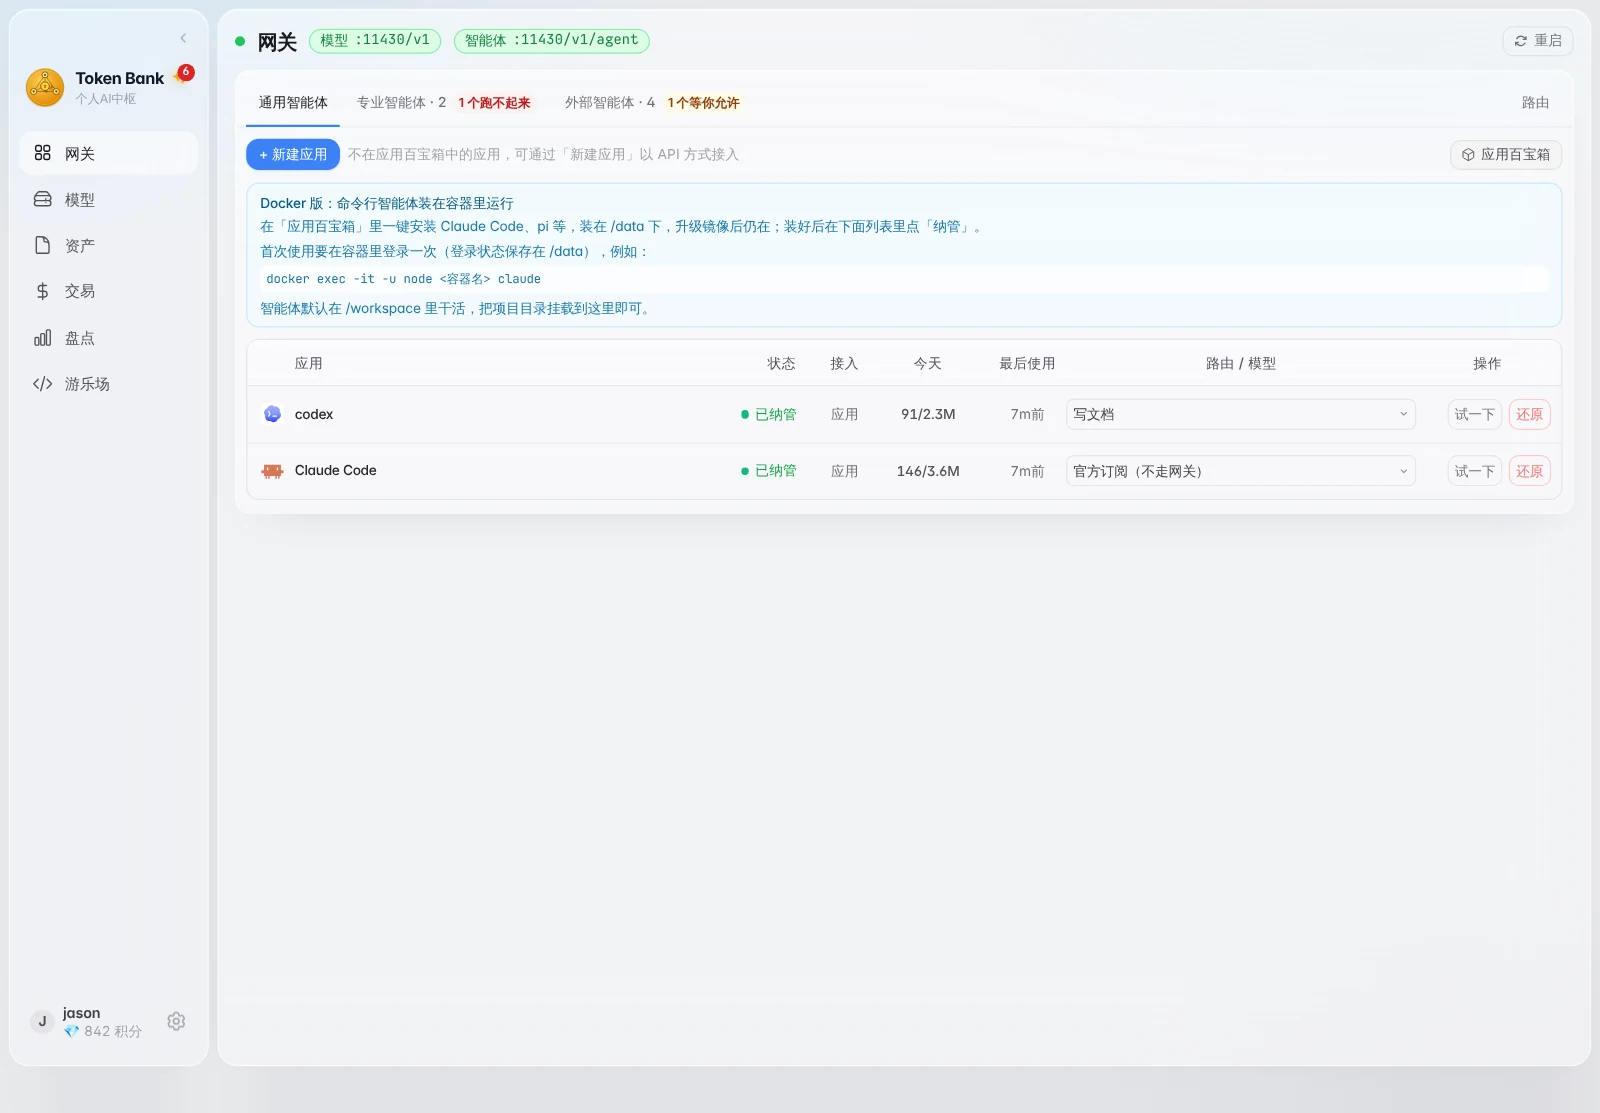 网关
模型 :11430/v1
智能体 :11430/v1/agent
重启
Token Bank
6
个人AI中枢
网关
模型
资产
交易
盘点
游乐场
jason
J
842 积分
通用智能体
专业智能体 · 2
1个跑不起来
外部智能体 · 4
1个等你允许
路由
+ 新建应用
不在应用百宝箱中的应用，可通过「新建应用」以 API 方式接入
应用百宝箱
Docker 版：命令行智能体装在容器里运行
在「应用百宝箱」里一键安装 Claude Code、pi 等，装在 /data 下，升级镜像后仍在；装好后在下面列表里点「纳管」。
首次使用要在容器里登录一次（登录状态保存在 /data），例如：
docker exec -it -u node <容器名> claude
智能体默认在 /workspace 里干活，把项目目录挂载到这里即可。
应用 状态 接入 今天 最后使用 路由 / 模型 操作
codex 已纳管 应用 91/2.3M 7m前 写文档 试一下 还原
Claude Code 已纳管 应用 146/3.6M 7m前 官方订阅（不走网关） 试一下 还原